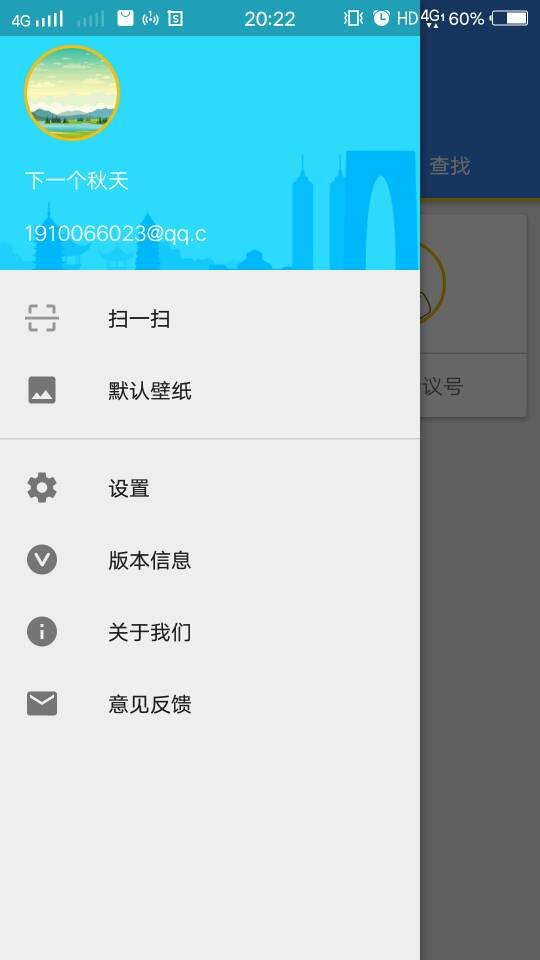 4G 20:22 HD 4G 1 60%
查找
下一个秋天
1910066023@qq.c
扫一扫
默认壁纸
议号
设置
版本信息
关于我们
意见反馈